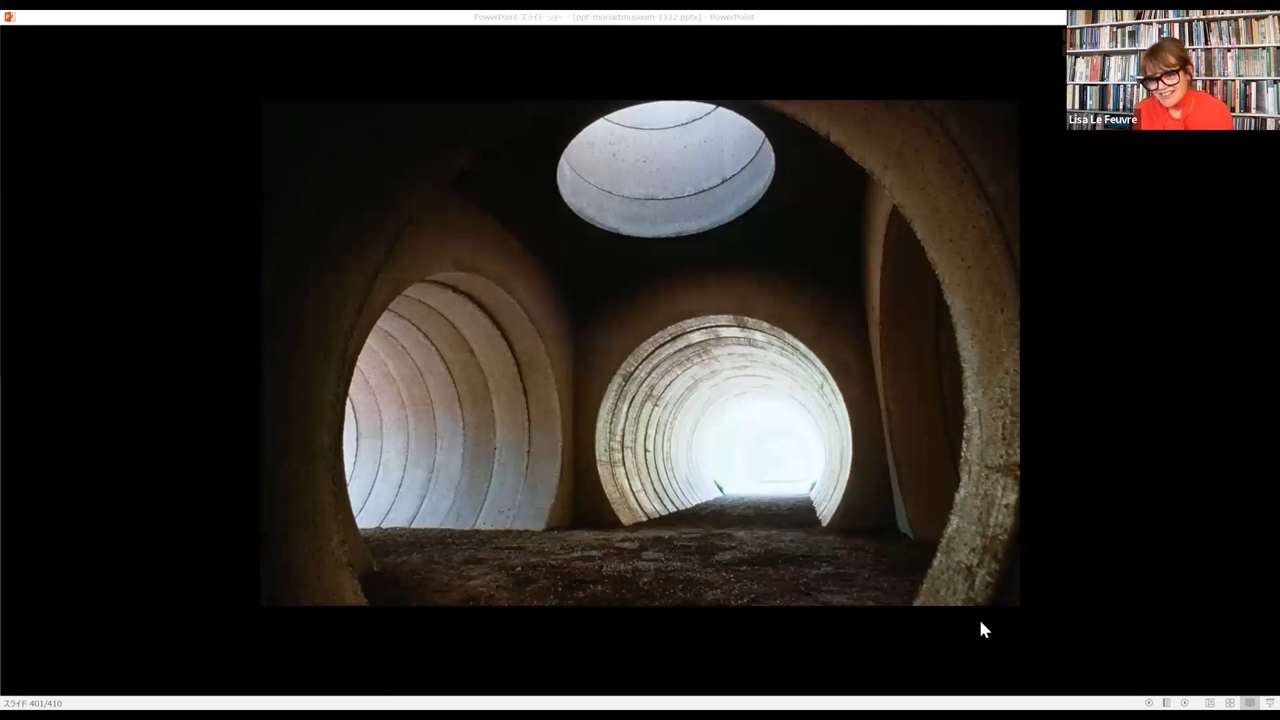 PowerPoint スライド ショー - [ppt-moriartmuseum-1122.pptx] - PowerPoint
Lisa Le Feuvre
スライド 401/410